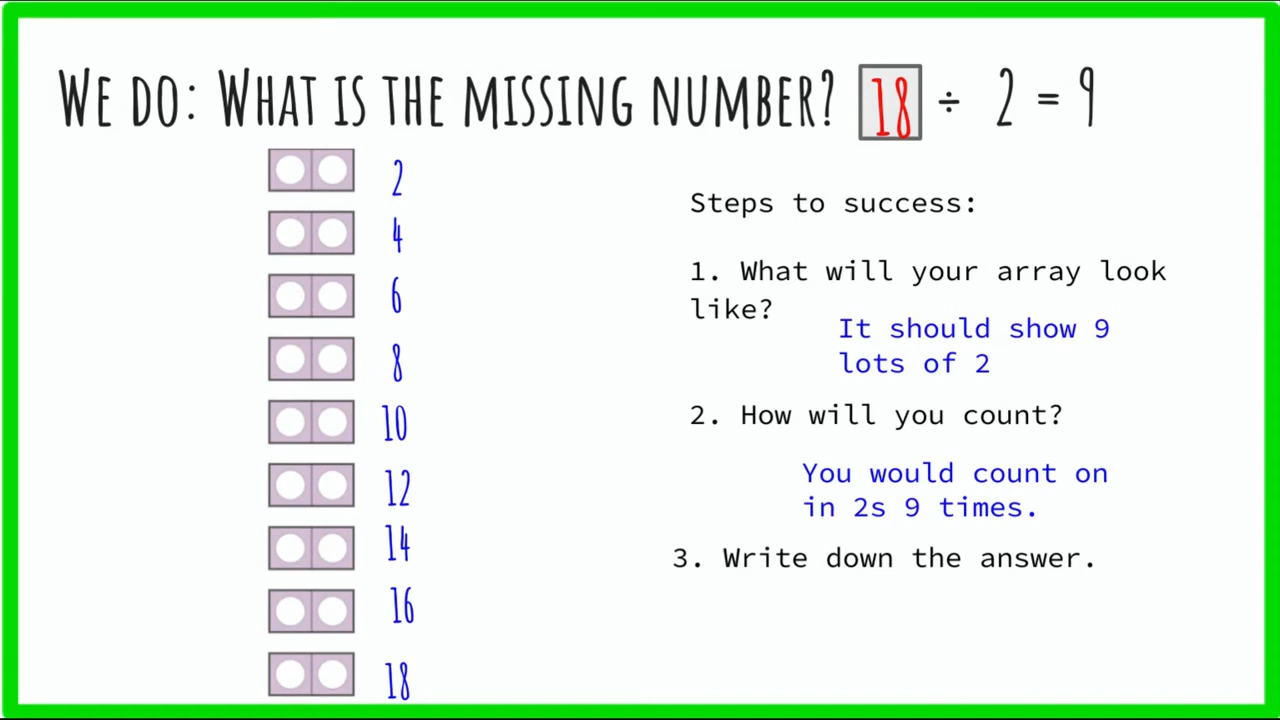 WE DO: WHAT IS THE MISSING NUMBER? 18 ÷ 2 = 9
2
4
6
8
10
12
14
16
18
Steps to success:
1. What will your array look
like?
It should show 9
lots of 2
2. How will you count?
You would count on
in 2s 9 times.
3. Write down the answer.